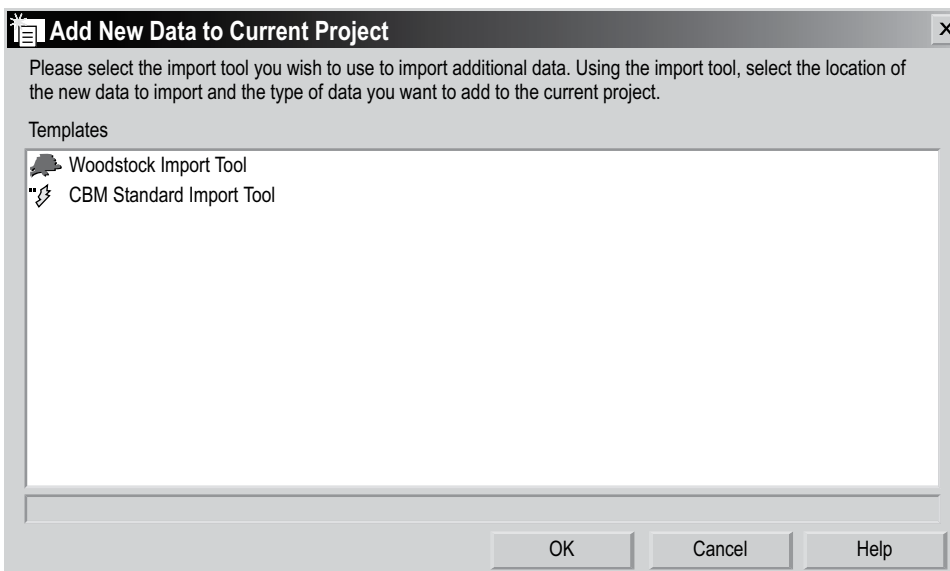 Add New Data to Current Project
Please select the import tool you wish to use to import additional data. Using the import tool, select the location of
the new data to import and the type of data you want to add to the current project.
Templates
Woodstock Import Tool
CBM Standard Import Tool
OK
Cancel
Help